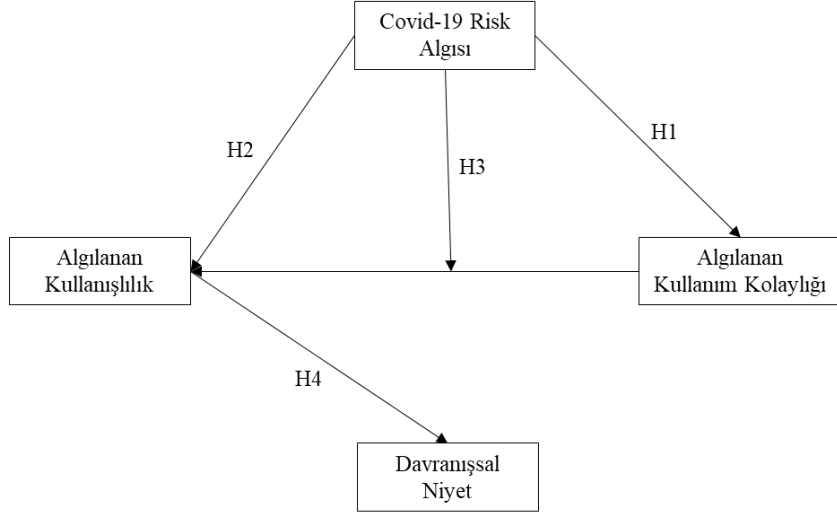 Covid-19 Risk
Algısı
H1
H2
H3
Algılanan
Kullanışlılık
Algılanan
Kullanım Kolaylığı
H4
Davranışsal
Niyet